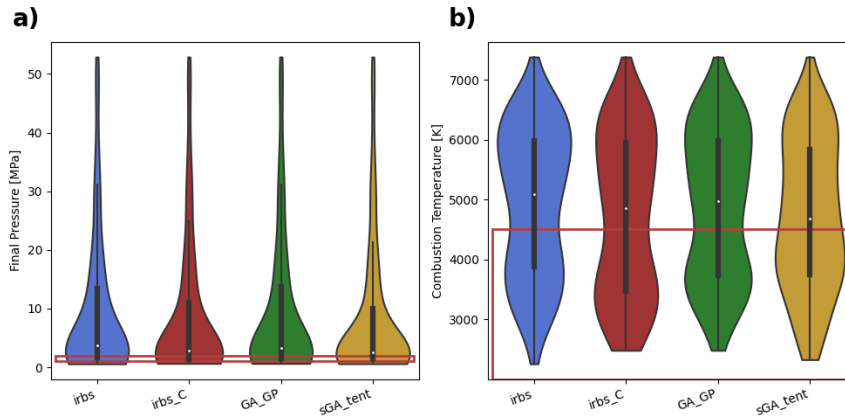 a)
b)
Final Pressure [MPa]
50
40
30
20
10
0
irbs
irbs_C
GA_GP
sGA_tent
Combustion Temperature [K]
7000
6000
5000
4000
3000
irbs
irbs_C
GA_GP
sGA_tent